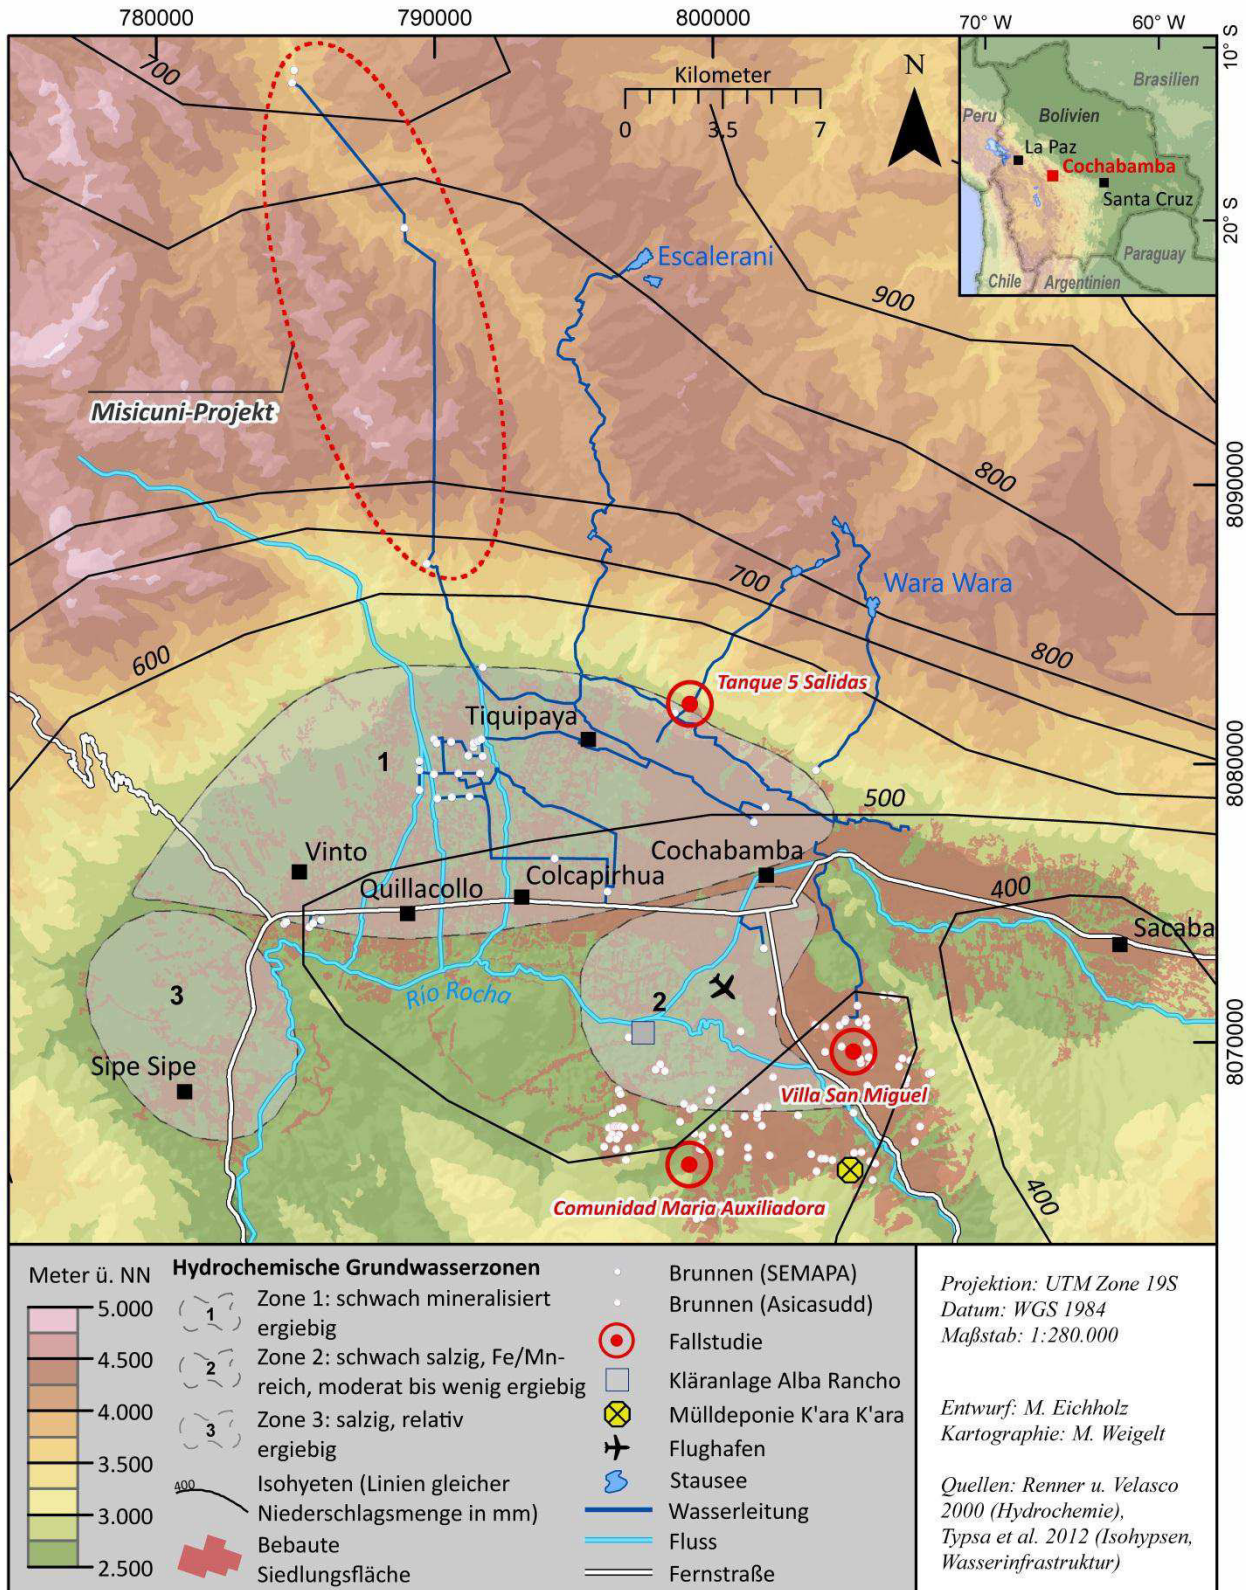 780000
790000
800000
700
Kilometer
0
3.5
7
N
70° W
60° W
10° S
20° S
Brasilien
Peru
Bolivien
La Paz
Cochabamba
Santa Cruz
Paraguay
Chile
Argentinien
Escalerani
900
Misicuni-Projekt
800
8090000
700
Wara Wara
600
800
Tanque 5 Salidas
Tiquipaya
1
8080000
500
Vinto
Cochabamba
Colcapirhua
Quillacollo
400
Sacaba
3
Río Rocha
2
8070000
Sipe Sipe
Villa San Miguel
Comunidad Maria Auxiliadora
400
Meter ü. NN
5.000
4.500
4.000
3.500
3.000
2.500
Hydrochemische Grundwasserzonen
1
Zone 1: schwach mineralisiert
ergiebig
2
Zone 2: schwach salzig, Fe/Mn-
reich, moderat bis wenig ergiebig
3
Zone 3: salzig, relativ
ergiebig
400
Isohyeten (Linien gleicher
Niederschlagsmenge in mm)
Bebaute
Siedlungsfläche
Brunnen (SEMAPA)
Brunnen (Asicasudd)
Fallstudie
Kläranlage Alba Rancho
Mülldeponie K'ara K'ara
Flughafen
Stausee
Wasserleitung
Fluss
Fernstraße
Projektion: UTM Zone 19S
Datum: WGS 1984
Maßstab: 1:280.000
Entwurf: M. Eichholz
Kartographie: M. Weigelt
Quellen: Renner u. Velasco
2000 (Hydrochemie),
Typsa et al. 2012 (Isohypsen,
Wasserinfrastruktur)